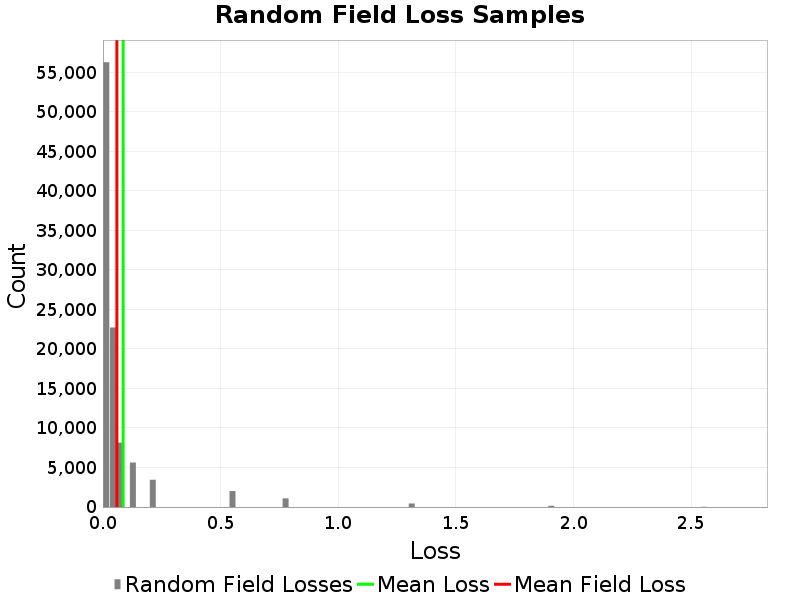 Random Field Loss Samples
Count
55,000
50,000
45,000
40,000
35,000
30,000
25,000
20,000
15,000
10,000
5,000
0
0.0 0.5 1.0 1.5 2.0 2.5
Loss
Random Field Losses Mean Loss Mean Field Loss